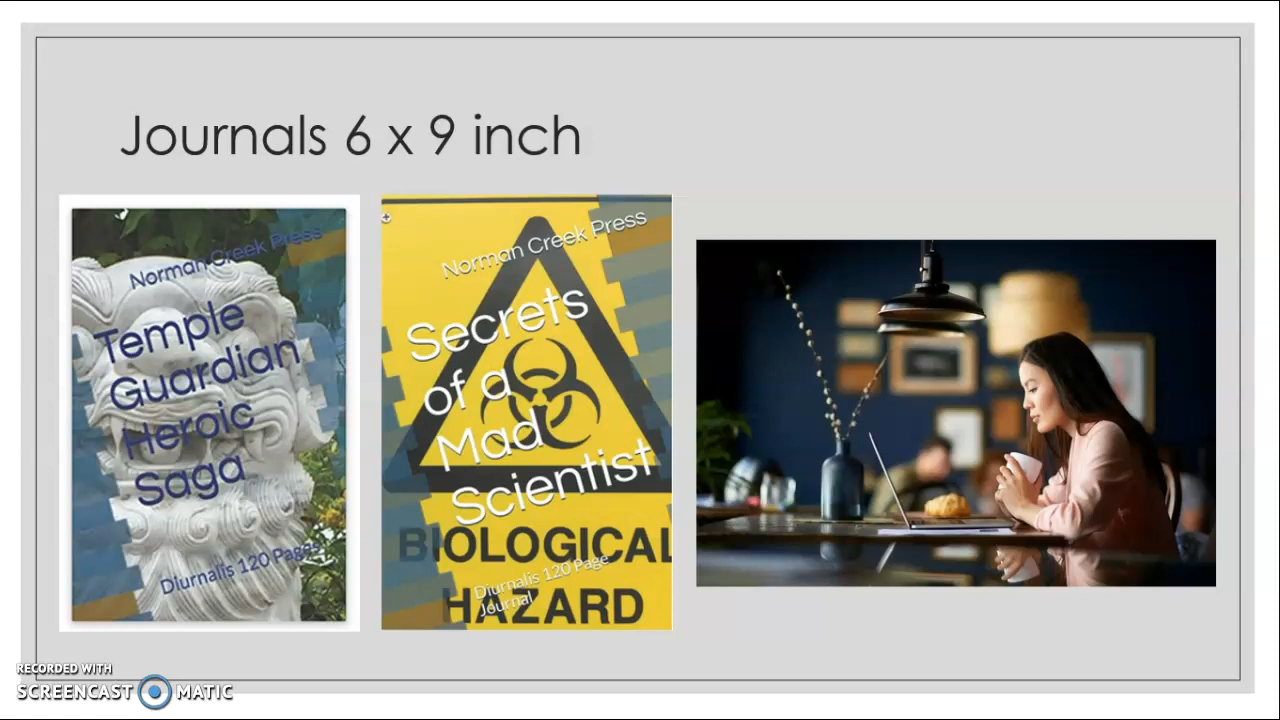 Journals 6 x 9 inch
Norman Creek Press
Temple
Guardian
Heroic
Saga
Diurnalis 120 Pages
Norman Creek Press
Secrets
of a
Mad
Scientist
BIOLOGICAL
Diurnalis 120 Page
Journal
HAZARD
RECORDED WITH
SCREENCAST MATIC